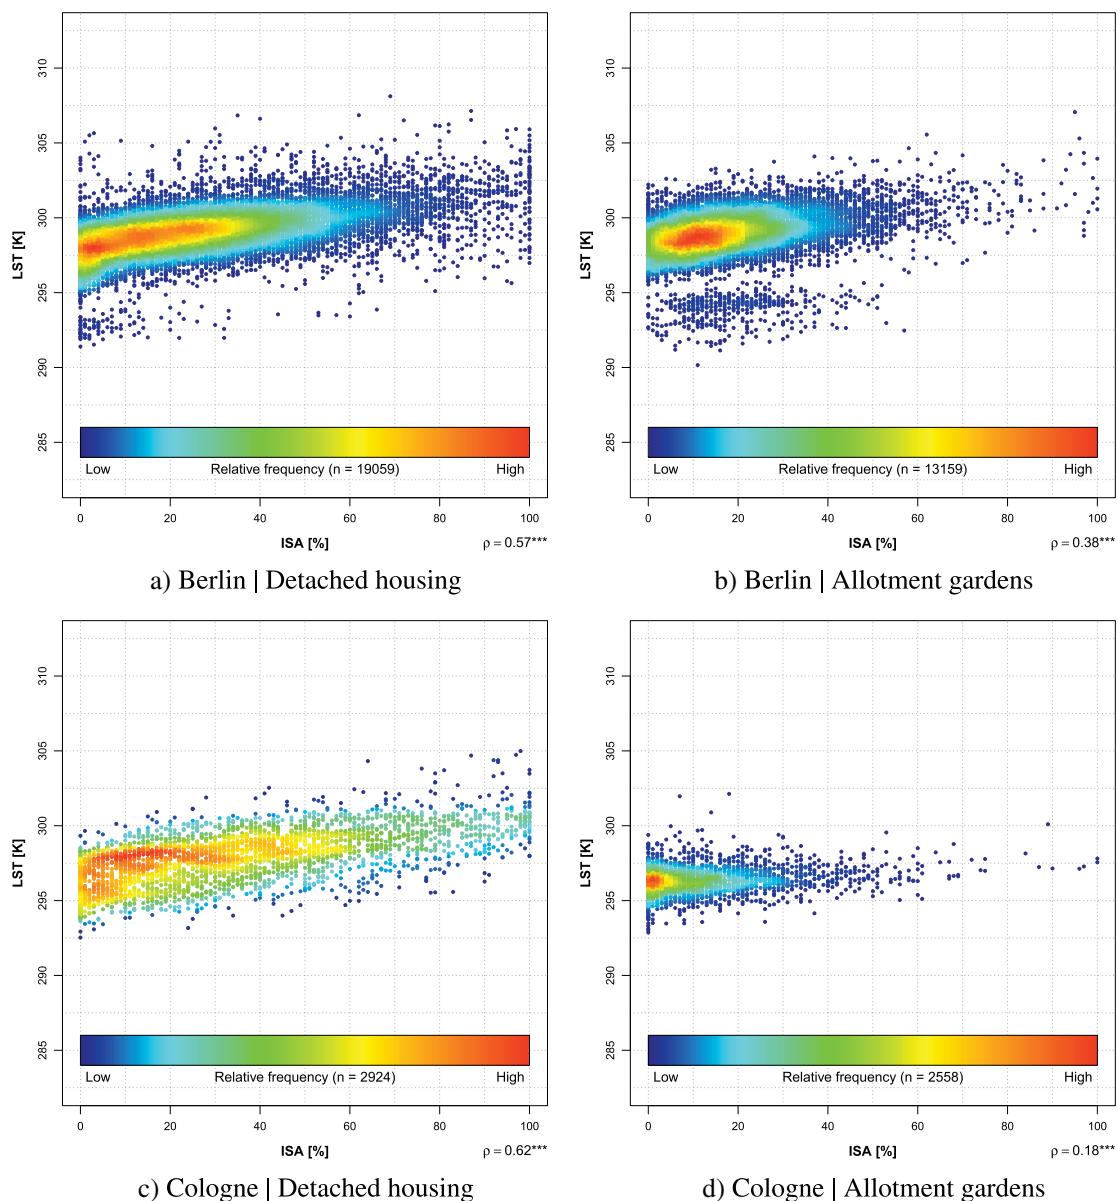 310
305
300
295
290
285
LST [K]
Low Relative frequency (n = 19059) High
0 20 40 60 80 100
ISA [%]
ρ = 0.57***
a) Berlin | Detached housing
310
305
300
295
290
285
LST [K]
Low Relative frequency (n = 13159) High
0 20 40 60 80 100
ISA [%]
ρ = 0.38***
b) Berlin | Allotment gardens
310
305
300
295
290
285
LST [K]
Low Relative frequency (n = 2924) High
0 20 40 60 80 100
ISA [%]
ρ = 0.62***
c) Cologne | Detached housing
310
305
300
295
290
285
LST [K]
Low Relative frequency (n = 2558) High
0 20 40 60 80 100
ISA [%]
ρ = 0.18***
d) Cologne | Allotment gardens